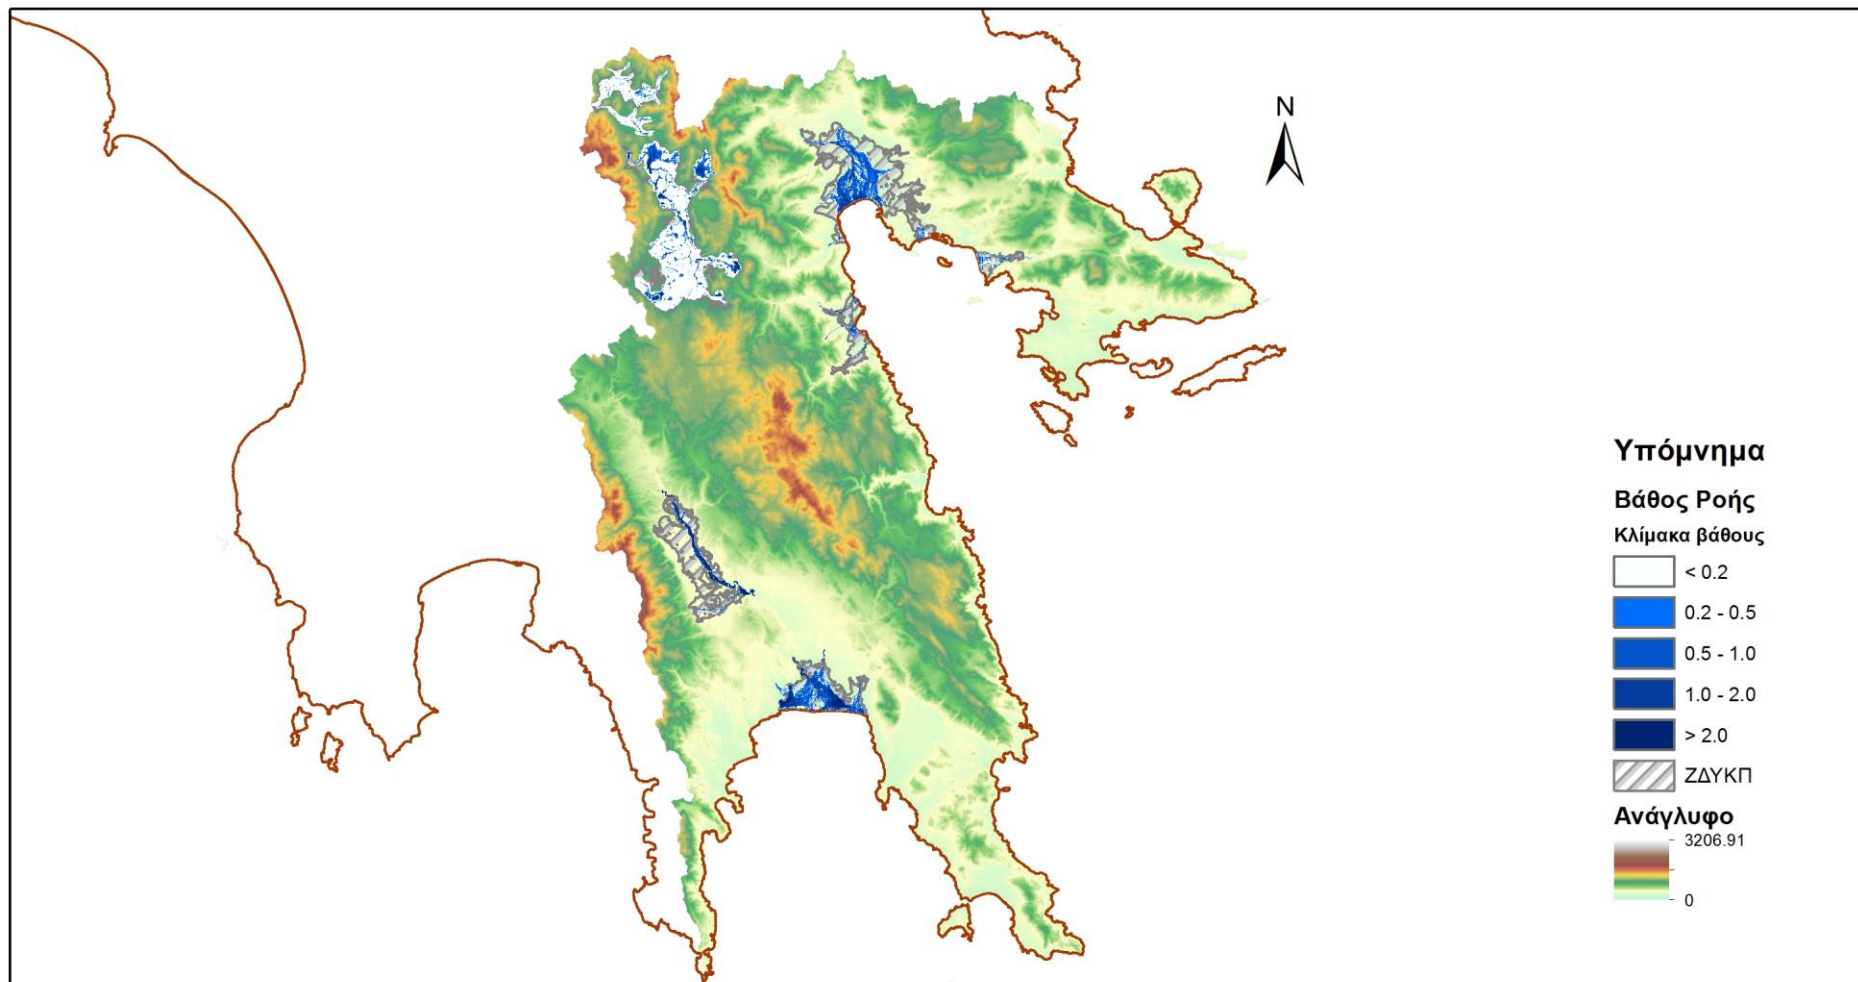 N
Υπόμνημα
Βάθος Ροής
Κλίμακα βάθους
< 0.2
0.2 - 0.5
0.5 - 1.0
1.0 - 2.0
> 2.0
ΖΔΥΚΠ
Ανάγλυφο
3206.91
0